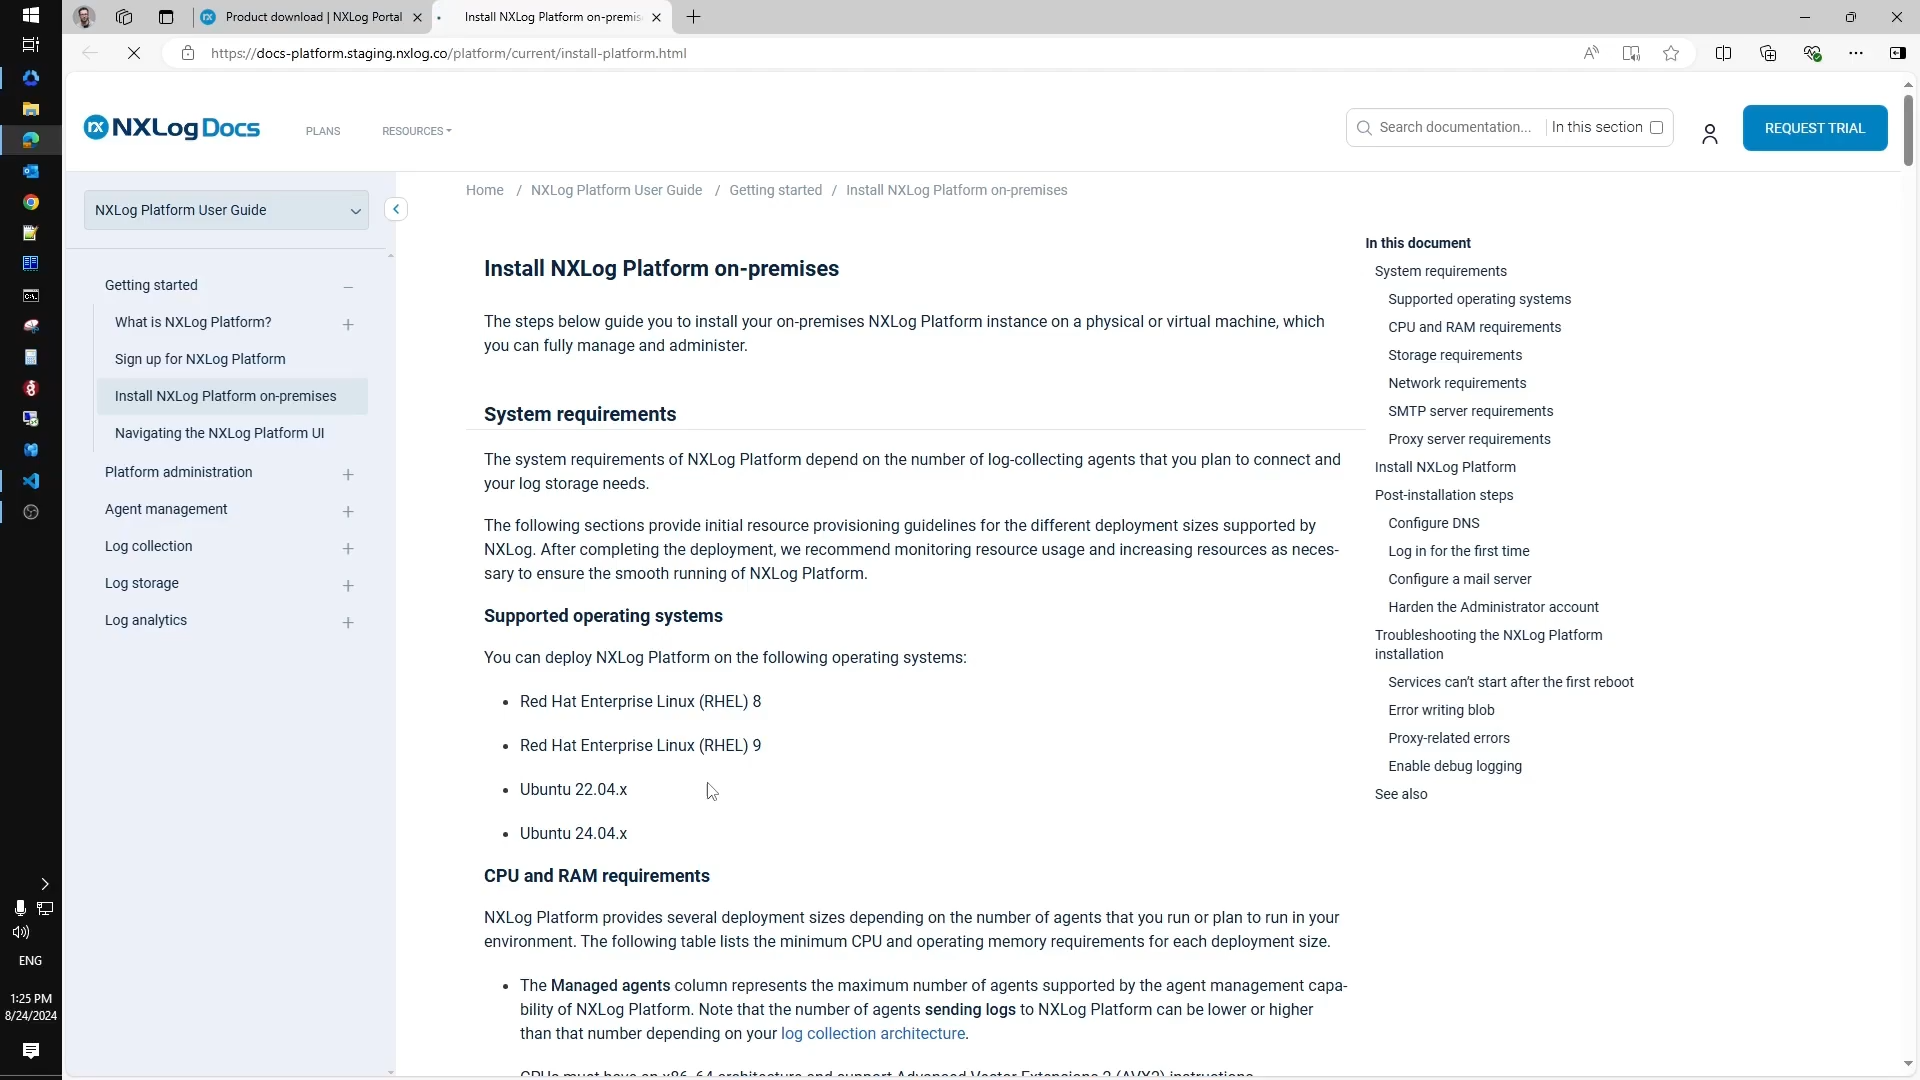 Product download | NXLog Portal
Install NXLog Platform on-premis
https://docs-platform.staging.nxlog.co/platform/current/install-platform.html
NXLog Docs
PLANS
RESOURCES
Search documentation...
In this section
REQUEST TRIAL
NXLog Platform User Guide
Getting started
What is NXLog Platform?
Sign up for NXLog Platform
Install NXLog Platform on-premises
Navigating the NXLog Platform UI
Platform administration
Agent management
Log collection
Log storage
Log analytics
Home / NXLog Platform User Guide / Getting started / Install NXLog Platform on-premises
Install NXLog Platform on-premises
The steps below guide you to install your on-premises NXLog Platform instance on a physical or virtual machine, which
you can fully manage and administer.
System requirements
The system requirements of NXLog Platform depend on the number of log-collecting agents that you plan to connect and
your log storage needs.
The following sections provide initial resource provisioning guidelines for the different deployment sizes supported by
NXLog. After completing the deployment, we recommend monitoring resource usage and increasing resources as neces-
sary to ensure the smooth running of NXLog Platform.
Supported operating systems
You can deploy NXLog Platform on the following operating systems:
• Red Hat Enterprise Linux (RHEL) 8
• Red Hat Enterprise Linux (RHEL) 9
• Ubuntu 22.04.x
• Ubuntu 24.04.x
CPU and RAM requirements
NXLog Platform provides several deployment sizes depending on the number of agents that you run or plan to run in your
environment. The following table lists the minimum CPU and operating memory requirements for each deployment size.
• The Managed agents column represents the maximum number of agents supported by the agent management capa-
bility of NXLog Platform. Note that the number of agents sending logs to NXLog Platform can be lower or higher
than that number depending on your log collection architecture.
CPUs must have an x86_64 architecture and support Advanced Vector Extensions 2 (AVX2) instructions
In this document
System requirements
Supported operating systems
CPU and RAM requirements
Storage requirements
Network requirements
SMTP server requirements
Proxy server requirements
Install NXLog Platform
Post-installation steps
Configure DNS
Log in for the first time
Configure a mail server
Harden the Administrator account
Troubleshooting the NXLog Platform
installation
Services can't start after the first reboot
Error writing blob
Proxy-related errors
Enable debug logging
See also
ENG
1:25 PM
8/24/2024